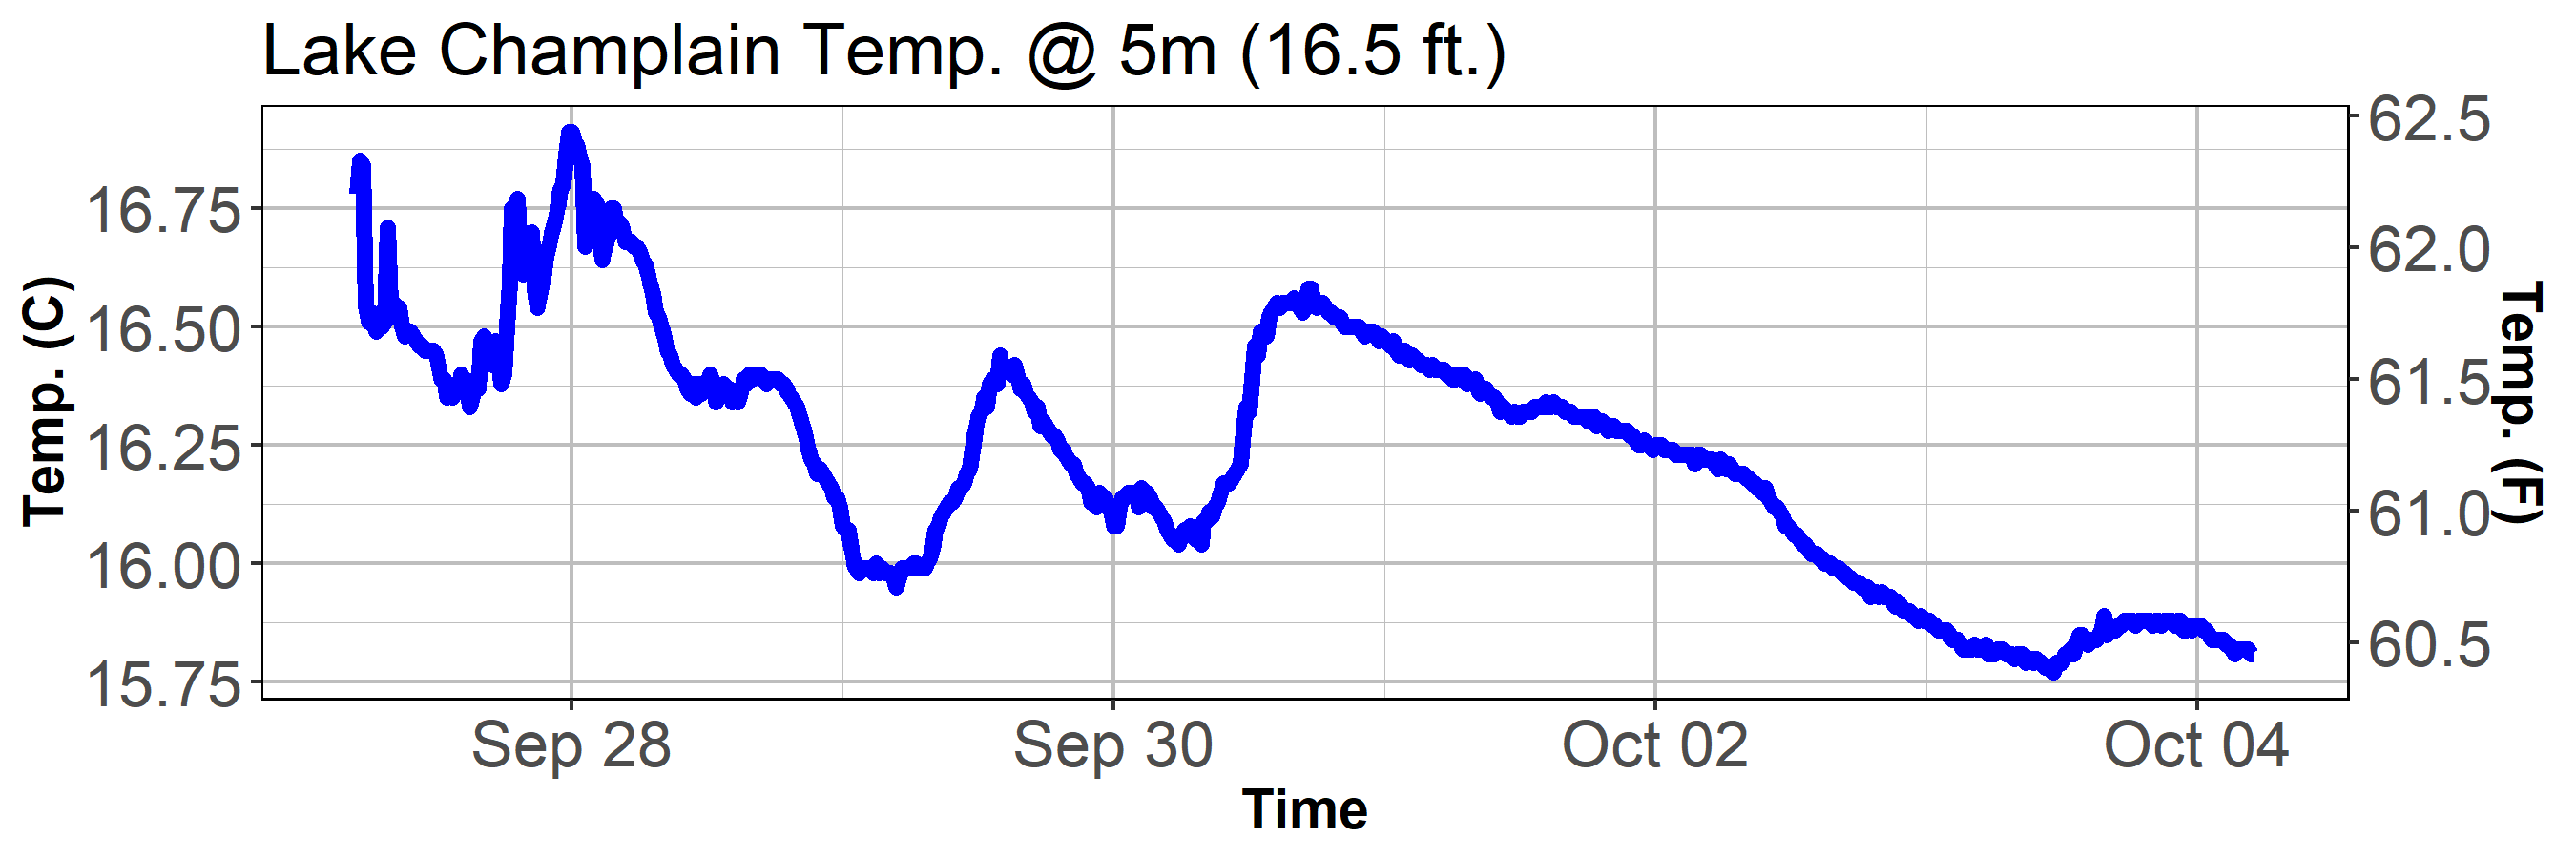 Lake Champlain Temp. @ 5m (16.5 ft.)
Temp. (C)
16.75
16.50
16.25
16.00
15.75
62.5
62.0
61.5
61.0
60.5
Temp. (F)
Sep 28 Sep 30 Oct 02 Oct 04
Time